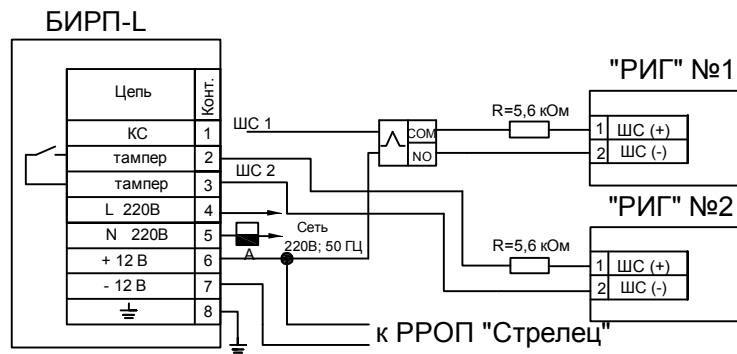 БИРП-L
Цепь Конт.
КС 1
тампер 2
тампер 3
L 220В 4
N 220В 5
+ 12 В 6
- 12 В 7
8
ШС 1
ШС 2
A
Сеть
220В; 50 ГЦ
COM
NO
R=5,6 кОм
"РИГ" №1
1 ШС (+)
2 ШС (-)
"РИГ" №2
R=5,6 кОм
1 ШС (+)
2 ШС (-)
к РРОП "Стрелец"